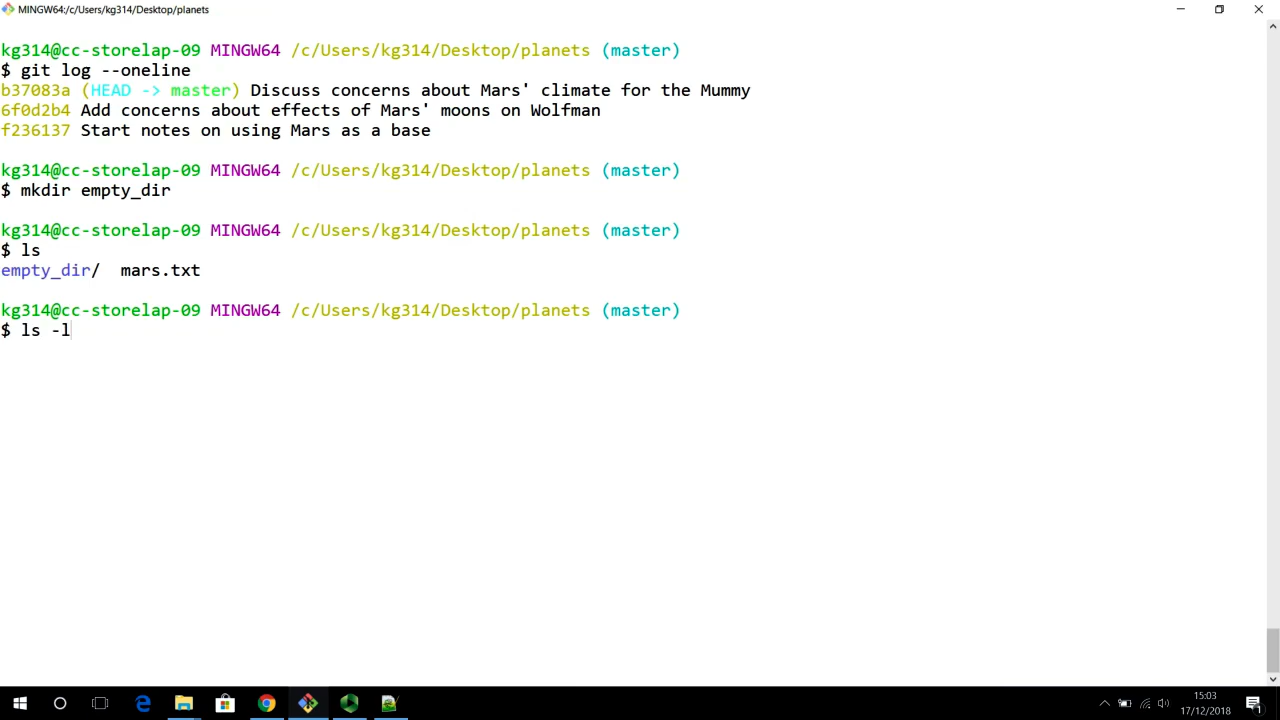 MINGW64:/c/Users/kg314/Desktop/planets
kg314@cc-storelap-09 MINGW64 /c/Users/kg314/Desktop/planets (master)
$ git log --oneline
b37083a (HEAD -> master) Discuss concerns about Mars' climate for the Mummy
6f0d2b4 Add concerns about effects of Mars' moons on Wolfman
f236137 Start notes on using Mars as a base
kg314@cc-storelap-09 MINGW64 /c/Users/kg314/Desktop/planets (master)
$ mkdir empty_dir
kg314@cc-storelap-09 MINGW64 /c/Users/kg314/Desktop/planets (master)
$ ls
empty_dir/  mars.txt
kg314@cc-storelap-09 MINGW64 /c/Users/kg314/Desktop/planets (master)
$ ls -l
15:03
17/12/2018
1